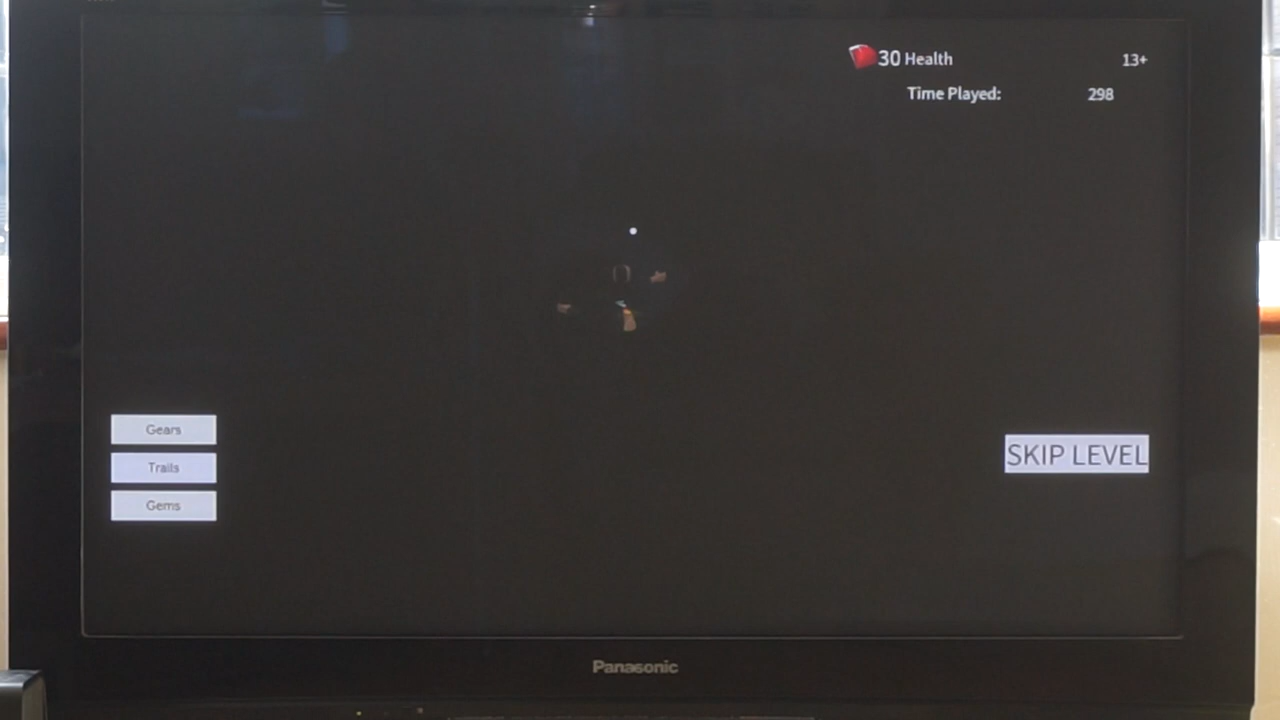 30 Health 13+
Time Played: 298
Gears
Trails
Gems
SKIP LEVEL
Panasonic